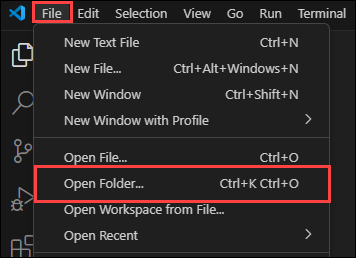 File Edit Selection View Go Run Terminal
New Text File Ctrl+N
New File... Ctrl+Alt+Windows+N
New Window Ctrl+Shift+N
New Window with Profile
Open File... Ctrl+O
Open Folder... Ctrl+K Ctrl+O
Open Workspace from File...
Open Recent